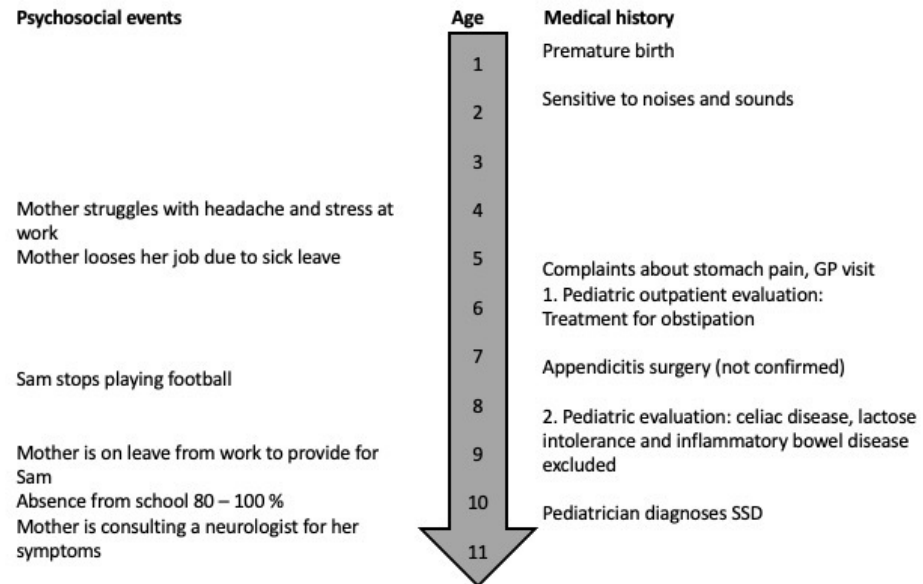 Psychosocial events
Age
Medical history
Premature birth
1
Sensitive to noises and sounds
2
3
Mother struggles with headache and stress at
work
4
Mother looses her job due to sick leave
5
Complaints about stomach pain, GP visit
1. Pediatric outpatient evaluation:
Treatment for obstipation
6
7
Appendicitis surgery (not confirmed)
Sam stops playing football
8
2. Pediatric evaluation: celiac disease, lactose
intolerance and inflammatory bowel disease
excluded
Mother is on leave from work to provide for
Sam
9
Absence from school 80 – 100 %
10
Pediatrician diagnoses SSD
Mother is consulting a neurologist for her
symptoms
11